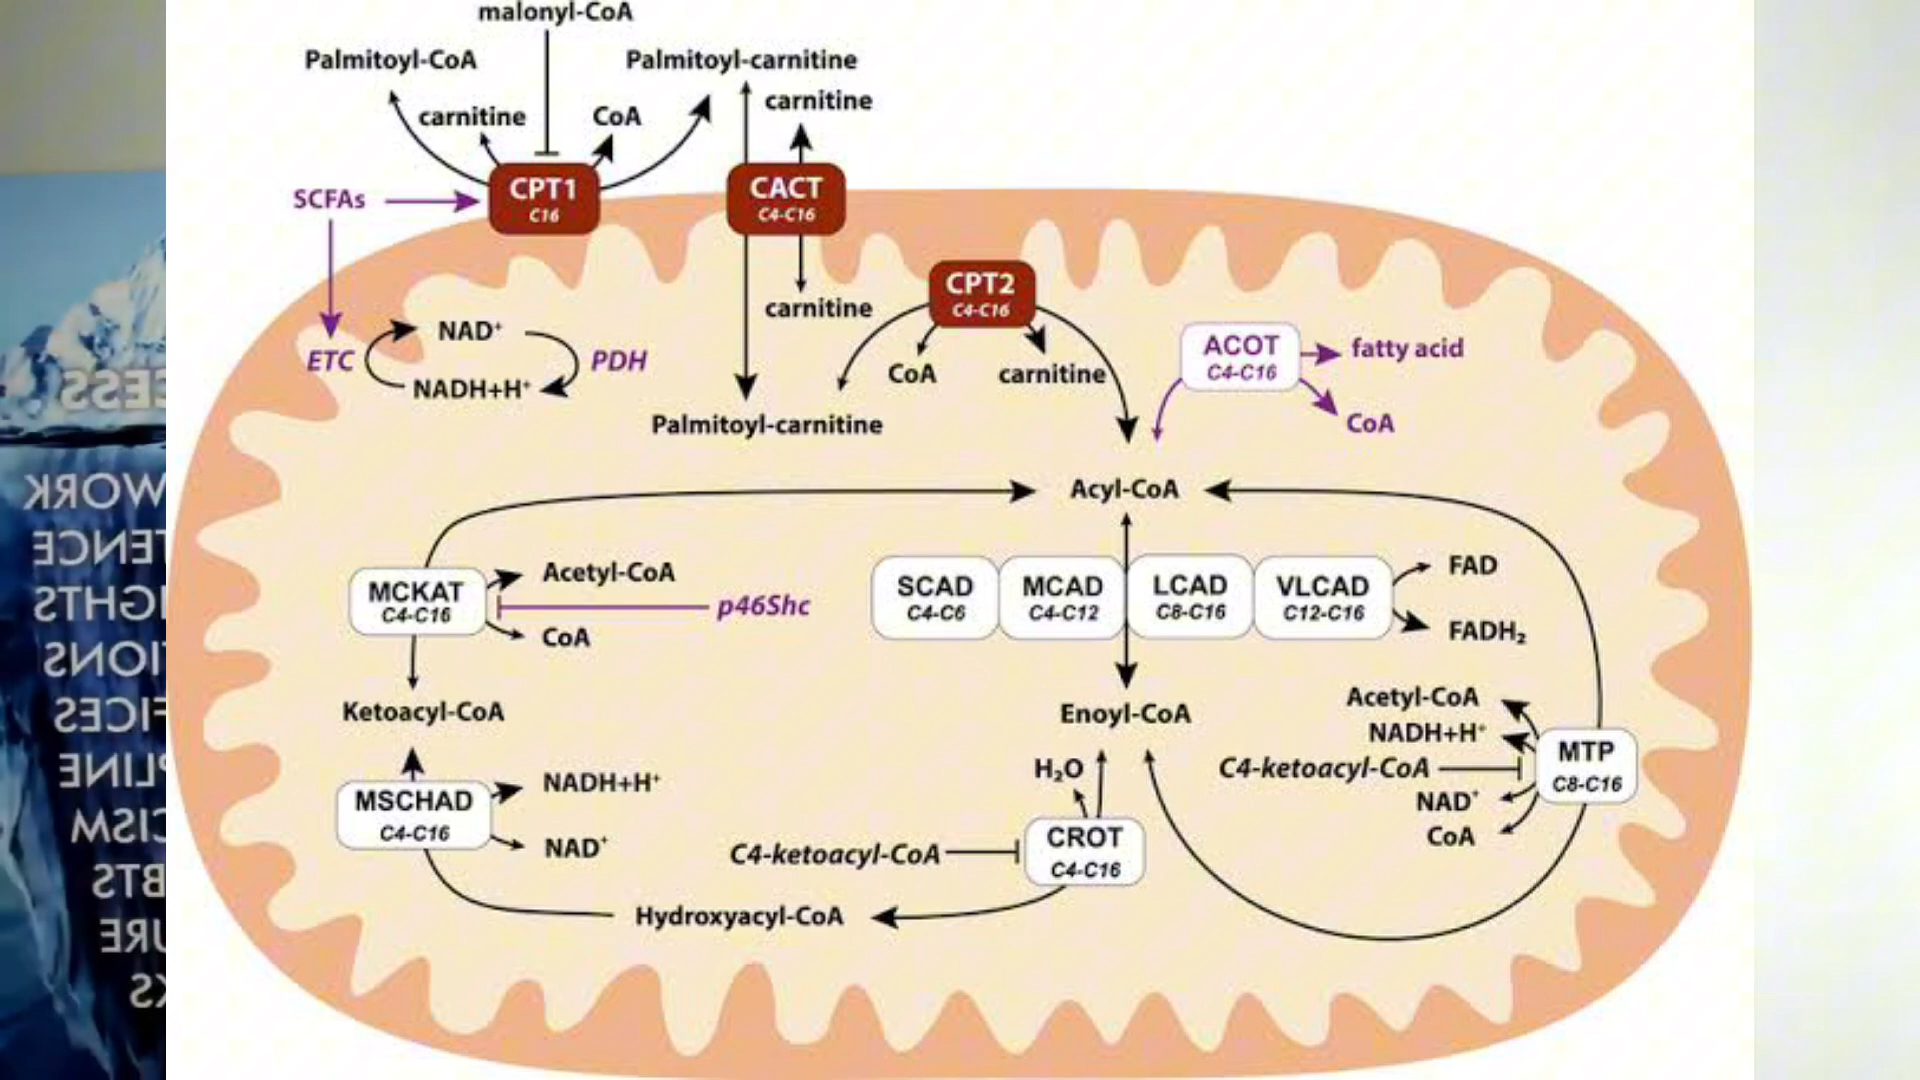 malonyl-CoA
Palmitoyl-CoA
Palmitoyl-carnitine
carnitine
carnitine
CoA
SCFAs
CPT1
C16
CACT
C4-C16
CPT2
C4-C16
carnitine
ETC
NAD⁺
NADH+H⁺
PDH
CoA
carnitine
ACOT
C4-C16
fatty acid
CoA
Palmitoyl-carnitine
Acyl-CoA
MCKAT
C4-C16
Acetyl-CoA
CoA
p46Shc
SCAD
C4-C6
MCAD
C4-C12
LCAD
C8-C16
VLCAD
C12-C16
FAD
FADH₂
Ketoacyl-CoA
Enoyl-CoA
Acetyl-CoA
NADH+H⁺
C4-ketoacyl-CoA
NAD⁺
CoA
MTP
C8-C16
MSCHAD
C4-C16
NADH+H⁺
NAD⁺
H₂O
C4-ketoacyl-CoA
CROT
C4-C16
Hydroxyacyl-CoA
WORK